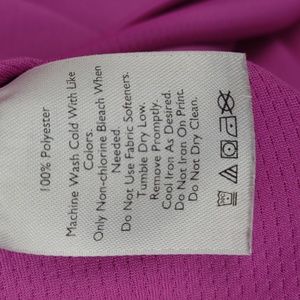 100% Polyester
Machine Wash Cold With Like
Colors.
Only Non-chlorine Bleach When
Needed.
Do Not Use Fabric Softeners.
Tumble Dry Low.
Remove Promptly.
Cool Iron As Desired.
Do Not Iron On Print.
Do Not Dry Clean.